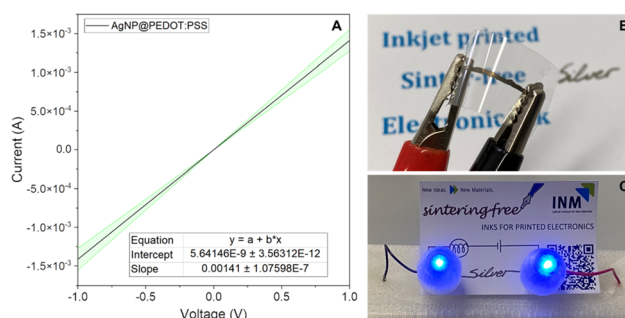 A
AgNP@PEDOT:PSS
Current (A)
1.5×10⁻³
1.0×10⁻³
5.0×10⁻⁴
0.0
-5.0×10⁻⁴
-1.0×10⁻³
-1.5×10⁻³
Equation y = a + b*x
Intercept 5.64146E-9 ± 3.56312E-12
Slope 0.00141 ± 1.07598E-7
-1.0 -0.5 0.0 0.5 1.0
Voltage (V)
B
Inkjet printed
Sinter-free
Silver
C
New Ideas. New Materials.
sinteringfree
INM
INKS FOR PRINTED ELECTRONICS
Silver